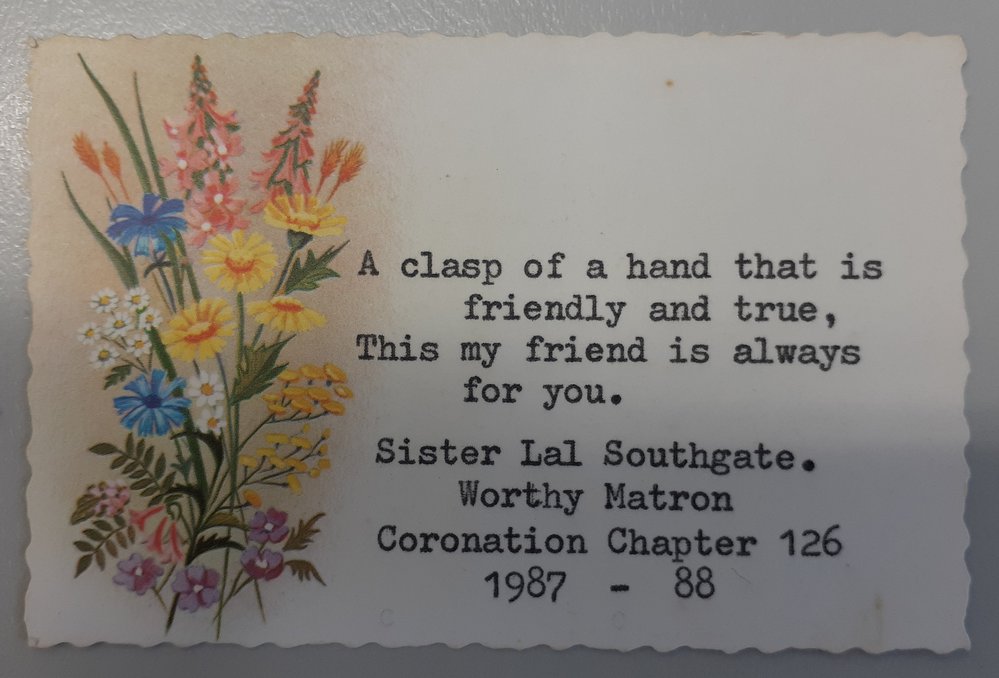 A clasp of a hand that is
friendly and true,
This my friend is always
for you.
Sister Lal Southgate.
Worthy Matron
Coronation Chapter 126
1987 - 88